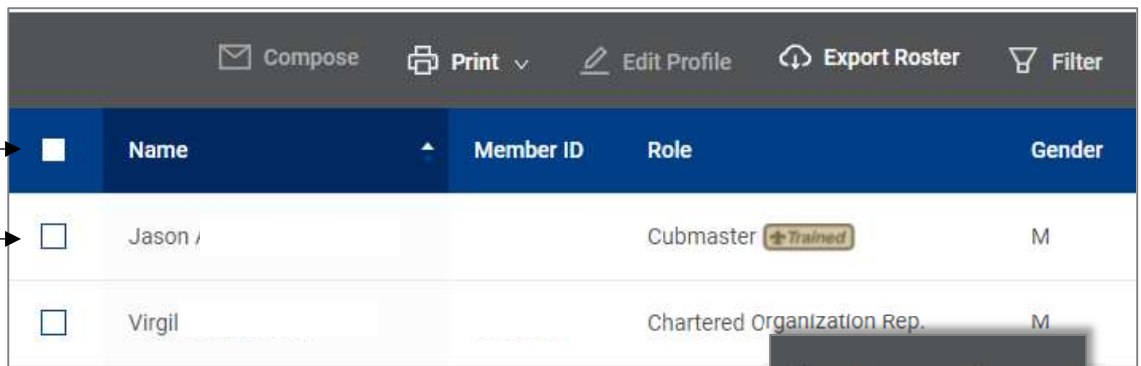 Compose Print Edit Profile Export Roster Filter
Name Member ID Role Gender
Jason Cubmaster Trained M
Virgil Chartered Organization Rep. M